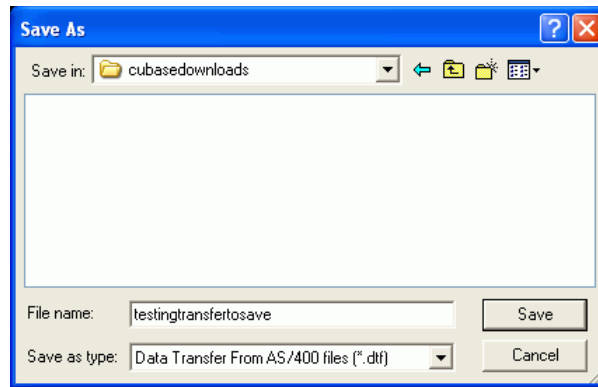 Save As
Save in: cubasedownloads
File name: testingtransfertosave Save
Save as type: Data Transfer From AS/400 files (*.dtf) Cancel